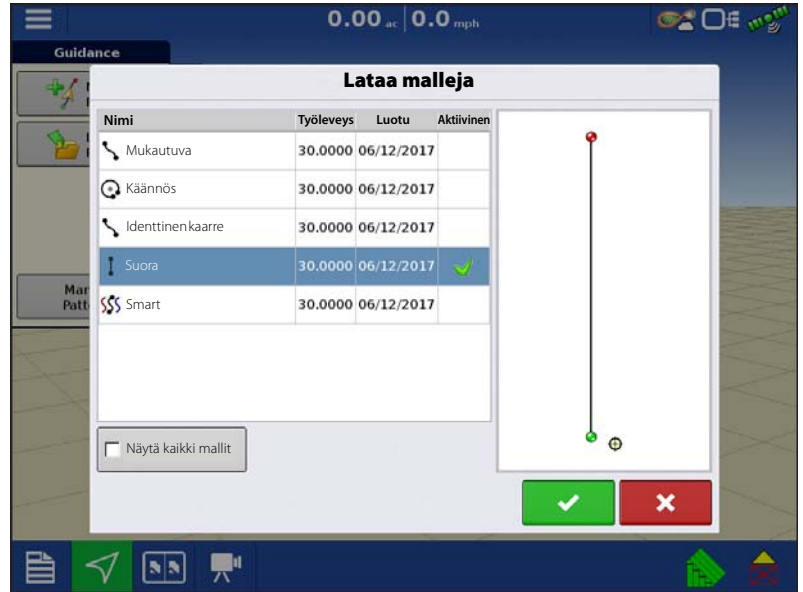 0.00 ac 0.0 mph
Guidance
Lataa malleja
Nimi Työleveys Luotu Aktiivinen
Mukautuva 30.0000 06/12/2017
Käännös 30.0000 06/12/2017
Identtinen kaarre 30.0000 06/12/2017
Suora 30.0000 06/12/2017
Smart 30.0000 06/12/2017
Näytä kaikki mallit